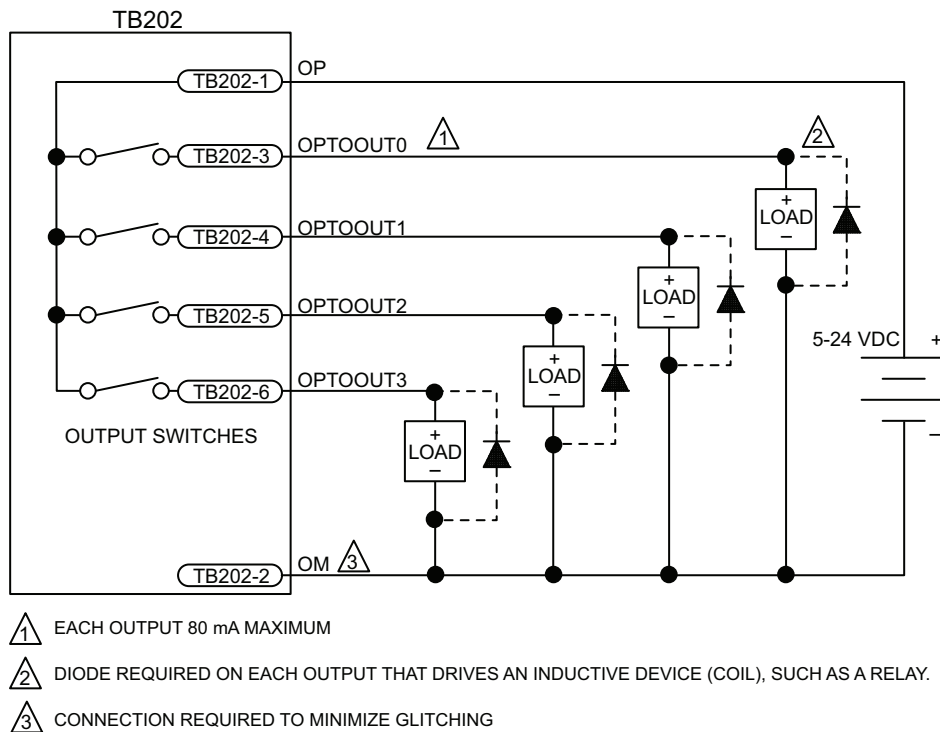 TB202
TB202-1 OP
TB202-3 OPTOOUT0 1 2
+
LOAD
–
TB202-4 OPTOOUT1
+
LOAD
–
TB202-5 OPTOOUT2
+
LOAD
–
5-24 VDC +
–
TB202-6 OPTOOUT3
+
LOAD
–
OUTPUT SWITCHES
TB202-2 OM 3
1 EACH OUTPUT 80 mA MAXIMUM
2 DIODE REQUIRED ON EACH OUTPUT THAT DRIVES AN INDUCTIVE DEVICE (COIL), SUCH AS A RELAY.
3 CONNECTION REQUIRED TO MINIMIZE GLITCHING